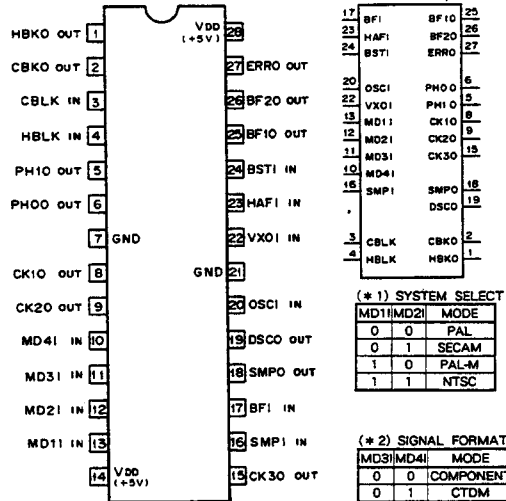 HBKO OUT 1
CBKO OUT 2
CBLK IN 3
HBLK IN 4
PH1O OUT 5
PH0O OUT 6
7 GND
CK1O OUT 8
CK2O OUT 9
MD4I IN 10
MD3I IN 11
MD2I IN 12
MD1I IN 13
14 VDD
(+5V)
VDD 28
(+5V)
27 ERRO OUT
26 BF2O OUT
25 BF1O OUT
24 BSTI IN
23 HAFI IN
22 VXOI IN
GND 21
20 OSCI IN
19 DSCO OUT
18 SMPO OUT
17 BFI IN
16 SMPI IN
15 CK3O OUT
17 BFI BF1O 25
23 HAFI BF2O 26
24 BSTI ERRO 27
20 OSCI PH0O 6
22 VXOI PH1O 5
13 MD1I CK1O 8
12 MD2I CK2O 9
11 MD3I CK3O 15
10 MD4I
16 SMPI SMPO 18
DSCO 19
3 CBLK CBKO 2
4 HBLK HBKO 1
(*1) SYSTEM SELECT
MD1I MD2I MODE
0 0 PAL
0 1 SECAM
1 0 PAL-M
1 1 NTSC
(*2) SIGNAL FORMAT
MD3I MD4I MODE
0 0 COMPONENT
0 1 CTDM